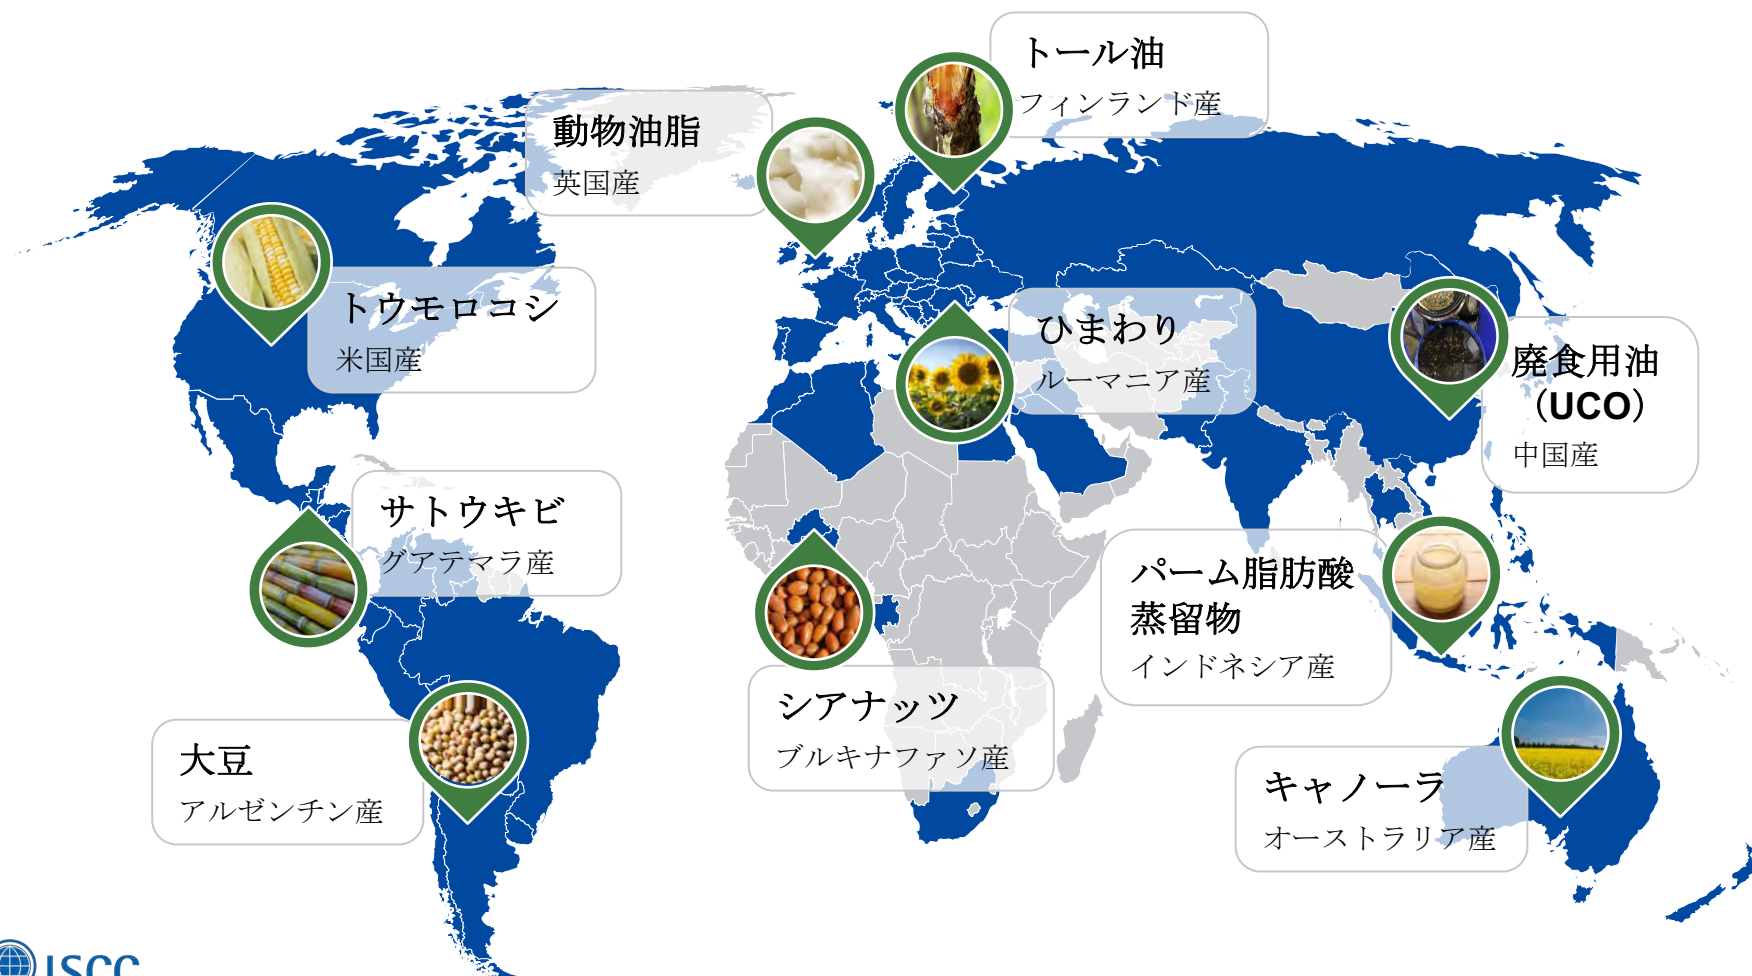 トール油
フィンランド産
動物油脂
英国産
トウモロコシ
米国産
ひまわり
ルーマニア産
廃食用油
（UCO）
中国産
サトウキビ
グアテマラ産
パーム脂肪酸
蒸留物
インドネシア産
シアナッツ
ブルキナファソ産
大豆
アルゼンチン産
キャノーラ
オーストラリア産
ISCC